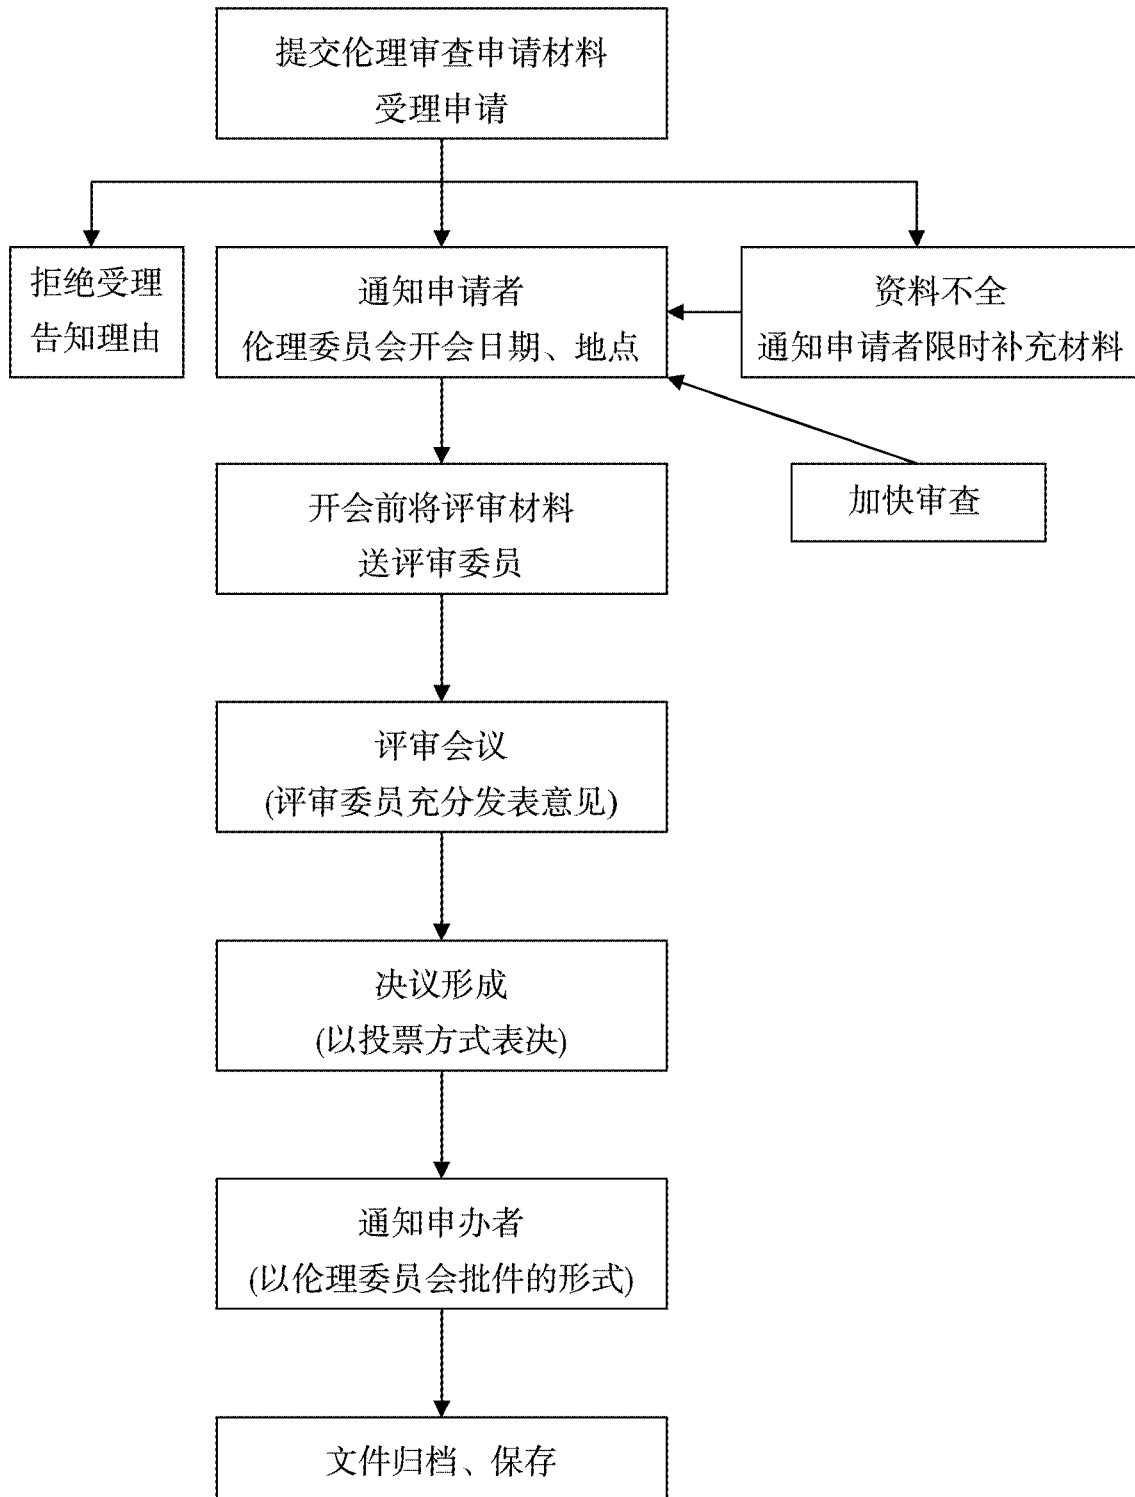 提交伦理审查申请材料
受理申请
拒绝受理
告知理由
通知申请者
伦理委员会开会日期、地点
资料不全
通知申请者限时补充材料
加快审查
开会前将评审材料
送评审委员
评审会议
(评审委员充分发表意见)
决议形成
(以投票方式表决)
通知申办者
(以伦理委员会批件的形式)
文件归档、保存